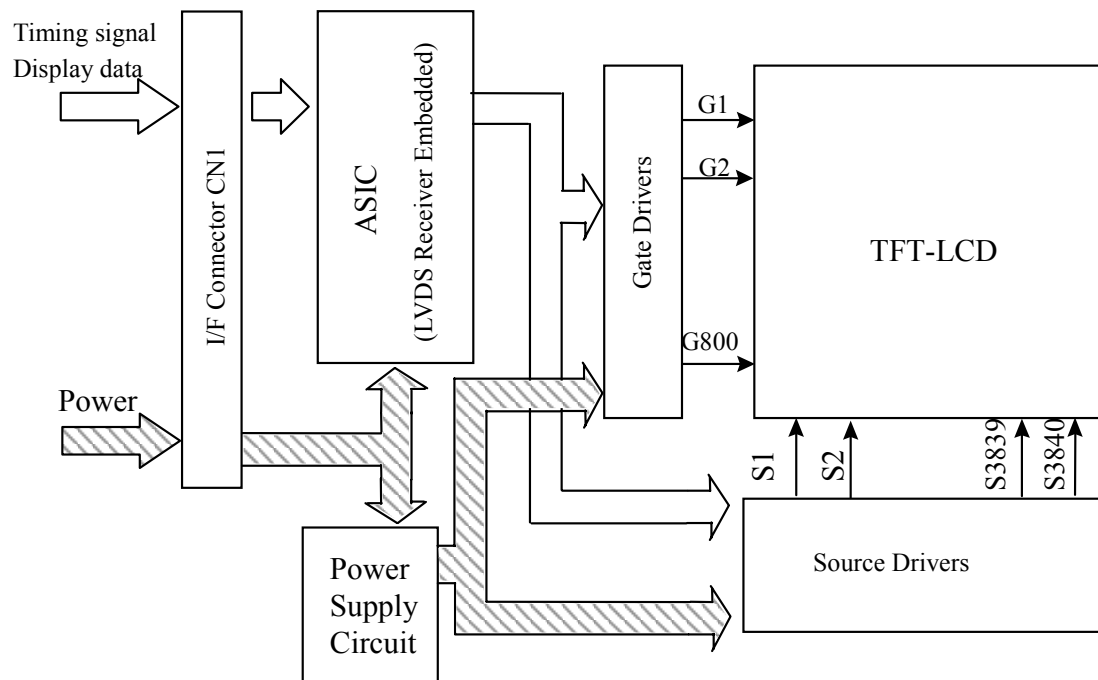 Timing signal
Display data
Power
I/F Connector CN1
ASIC
(LVDS Receiver Embedded)
Gate Drivers
G1
G2
G800
TFT-LCD
S1
S2
S3839
S3840
Power
Supply
Circuit
Source Drivers